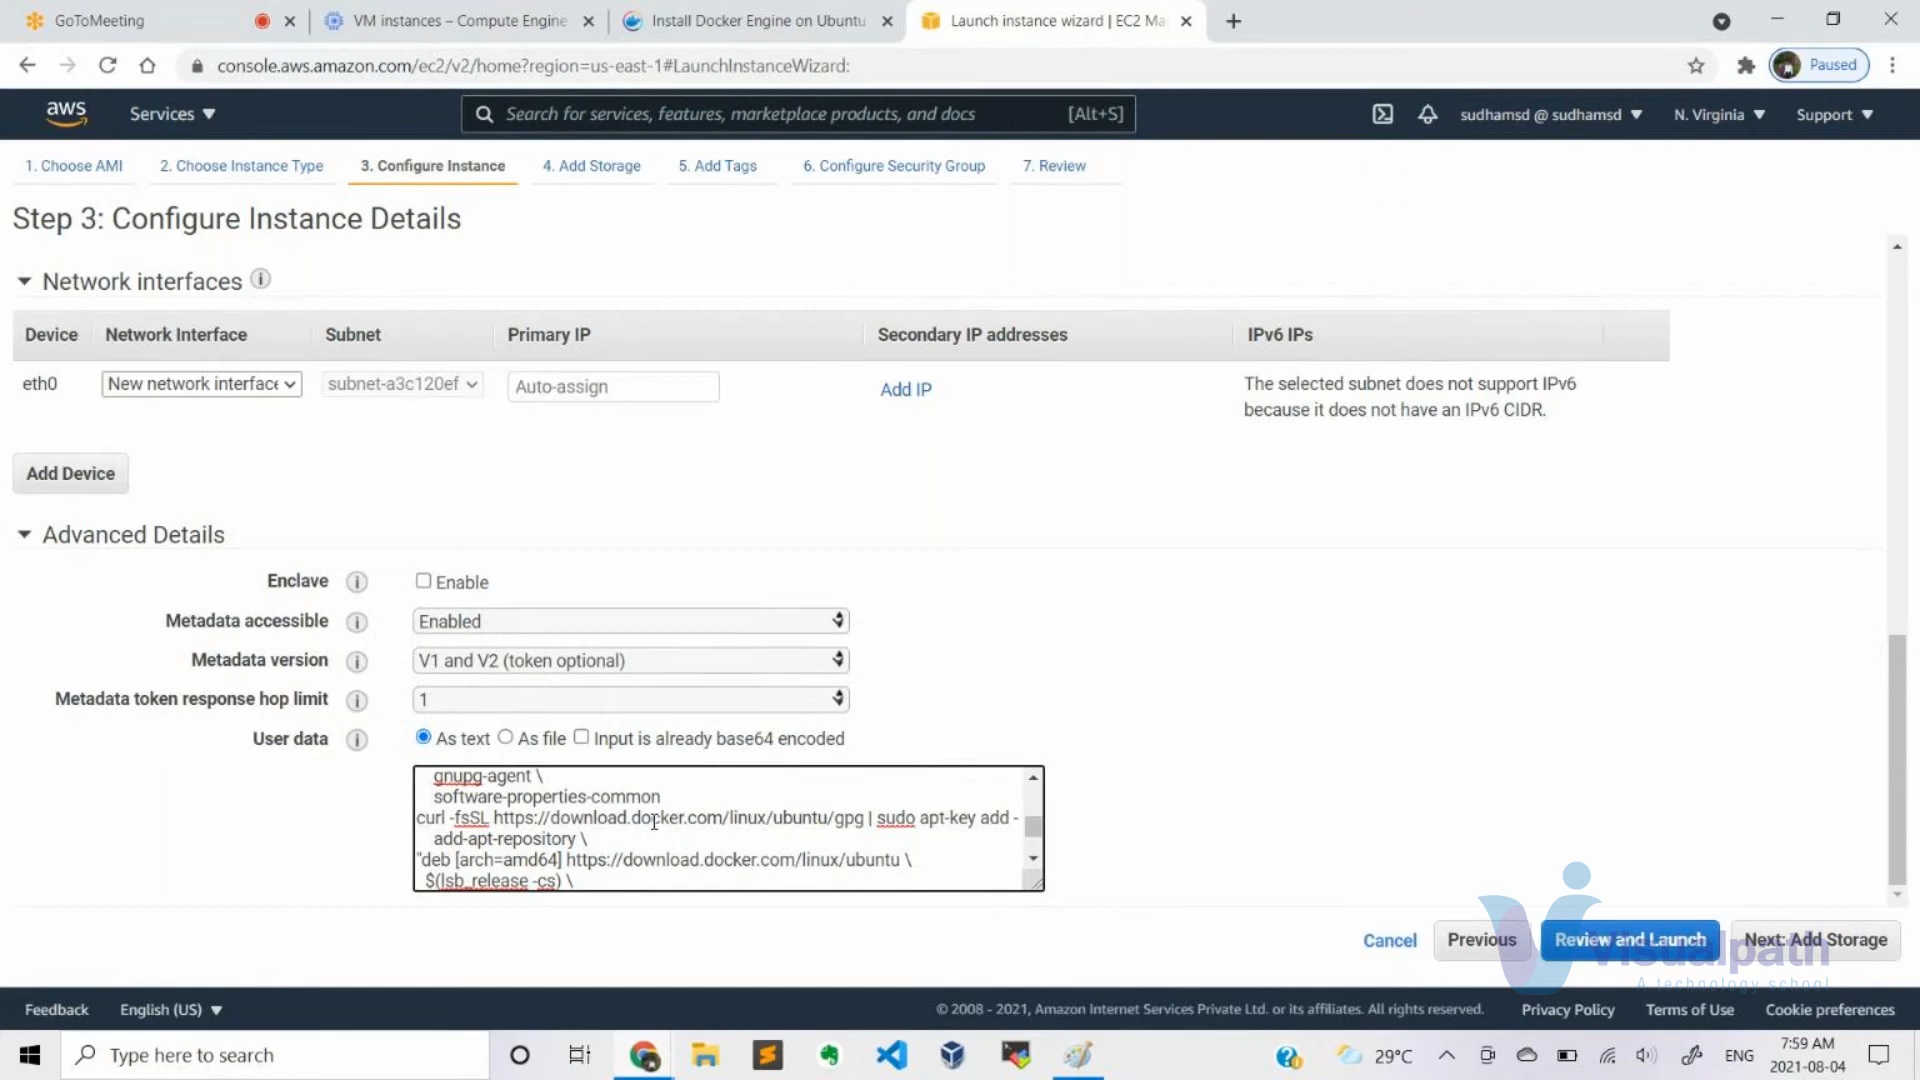 GoToMeeting
VM instances – Compute Engine
Install Docker Engine on Ubuntu
Launch instance wizard | EC2 Ma
console.aws.amazon.com/ec2/v2/home?region=us-east-1#LaunchInstanceWizard:
Paused
aws
Services
Search for services, features, marketplace products, and docs
[Alt+S]
sudhamsd @ sudhamsd
N. Virginia
Support
1. Choose AMI
2. Choose Instance Type
3. Configure Instance
4. Add Storage
5. Add Tags
6. Configure Security Group
7. Review
Step 3: Configure Instance Details
Network interfaces
Device
Network Interface
Subnet
Primary IP
Secondary IP addresses
IPv6 IPs
eth0
New network interface
subnet-a3c120ef
Auto-assign
Add IP
The selected subnet does not support IPv6
because it does not have an IPv6 CIDR.
Add Device
Advanced Details
Enclave
Enable
Metadata accessible
Enabled
Metadata version
V1 and V2 (token optional)
Metadata token response hop limit
1
User data
As text
As file
Input is already base64 encoded
gnupg-agent \
software-properties-common
curl -fsSL https://download.docker.com/linux/ubuntu/gpg | sudo apt-key add -
add-apt-repository \
"deb [arch=amd64] https://download.docker.com/linux/ubuntu \
$(lsb_release -cs) \
Cancel
Previous
Review and Launch
Next: Add Storage
Visualpath
A technology school
Feedback
English (US)
© 2008 - 2021, Amazon Internet Services Private Ltd. or its affiliates. All rights reserved.
Privacy Policy
Terms of Use
Cookie preferences
Type here to search
29°C
ENG
7:59 AM
2021-08-04